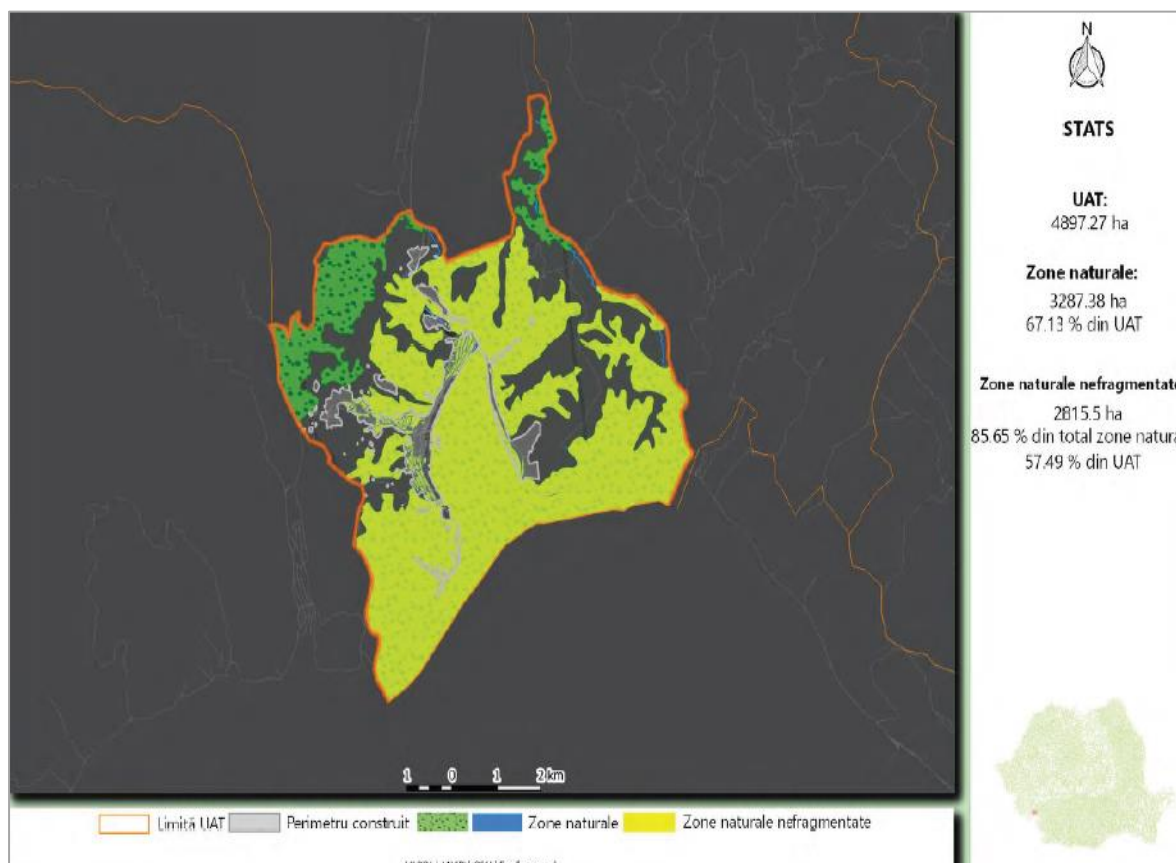 STATS
UAT:
4897.27 ha
Zone naturale:
3287.38 ha
67.13 % din UAT
Zone naturale nefragmentate
2815.5 ha
85.65 % din total zone natura
57.49 % din UAT
1 0 1 2 km
Limită UAT Perimetru construit Zone naturale Zone naturale nefragmentate